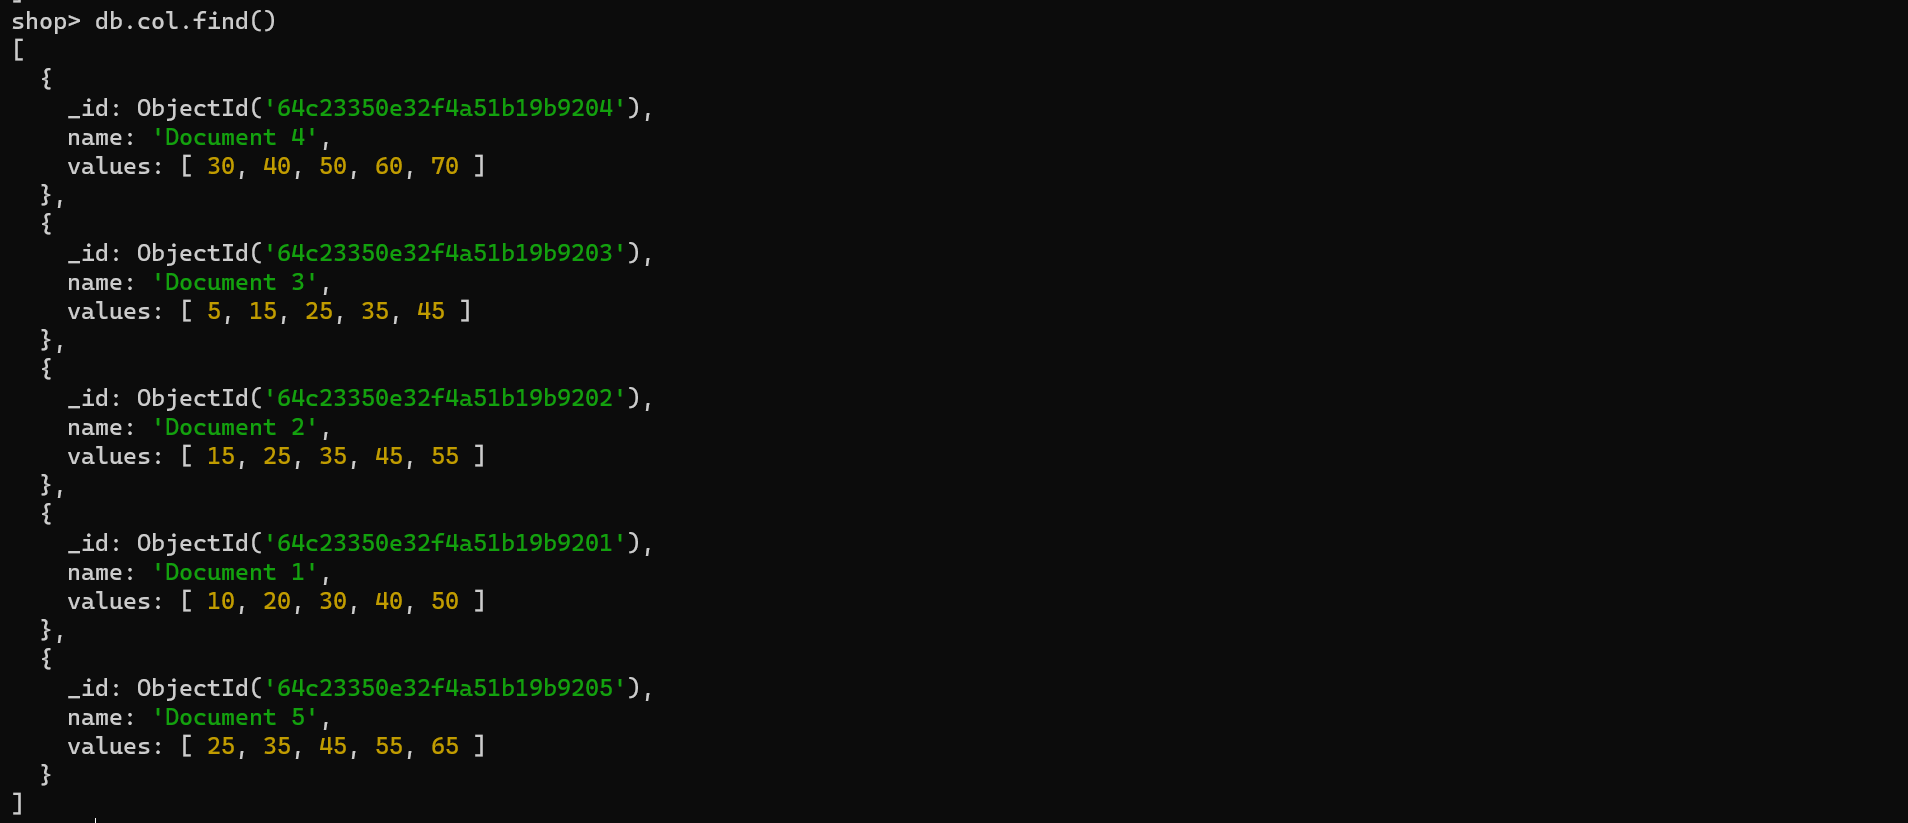 shop> db.col.find()
[
  {
    _id: ObjectId('64c23350e32f4a51b19b9204'),
    name: 'Document 4',
    values: [ 30, 40, 50, 60, 70 ]
  },
  {
    _id: ObjectId('64c23350e32f4a51b19b9203'),
    name: 'Document 3',
    values: [ 5, 15, 25, 35, 45 ]
  },
  {
    _id: ObjectId('64c23350e32f4a51b19b9202'),
    name: 'Document 2',
    values: [ 15, 25, 35, 45, 55 ]
  },
  {
    _id: ObjectId('64c23350e32f4a51b19b9201'),
    name: 'Document 1',
    values: [ 10, 20, 30, 40, 50 ]
  },
  {
    _id: ObjectId('64c23350e32f4a51b19b9205'),
    name: 'Document 5',
    values: [ 25, 35, 45, 55, 65 ]
  }
]